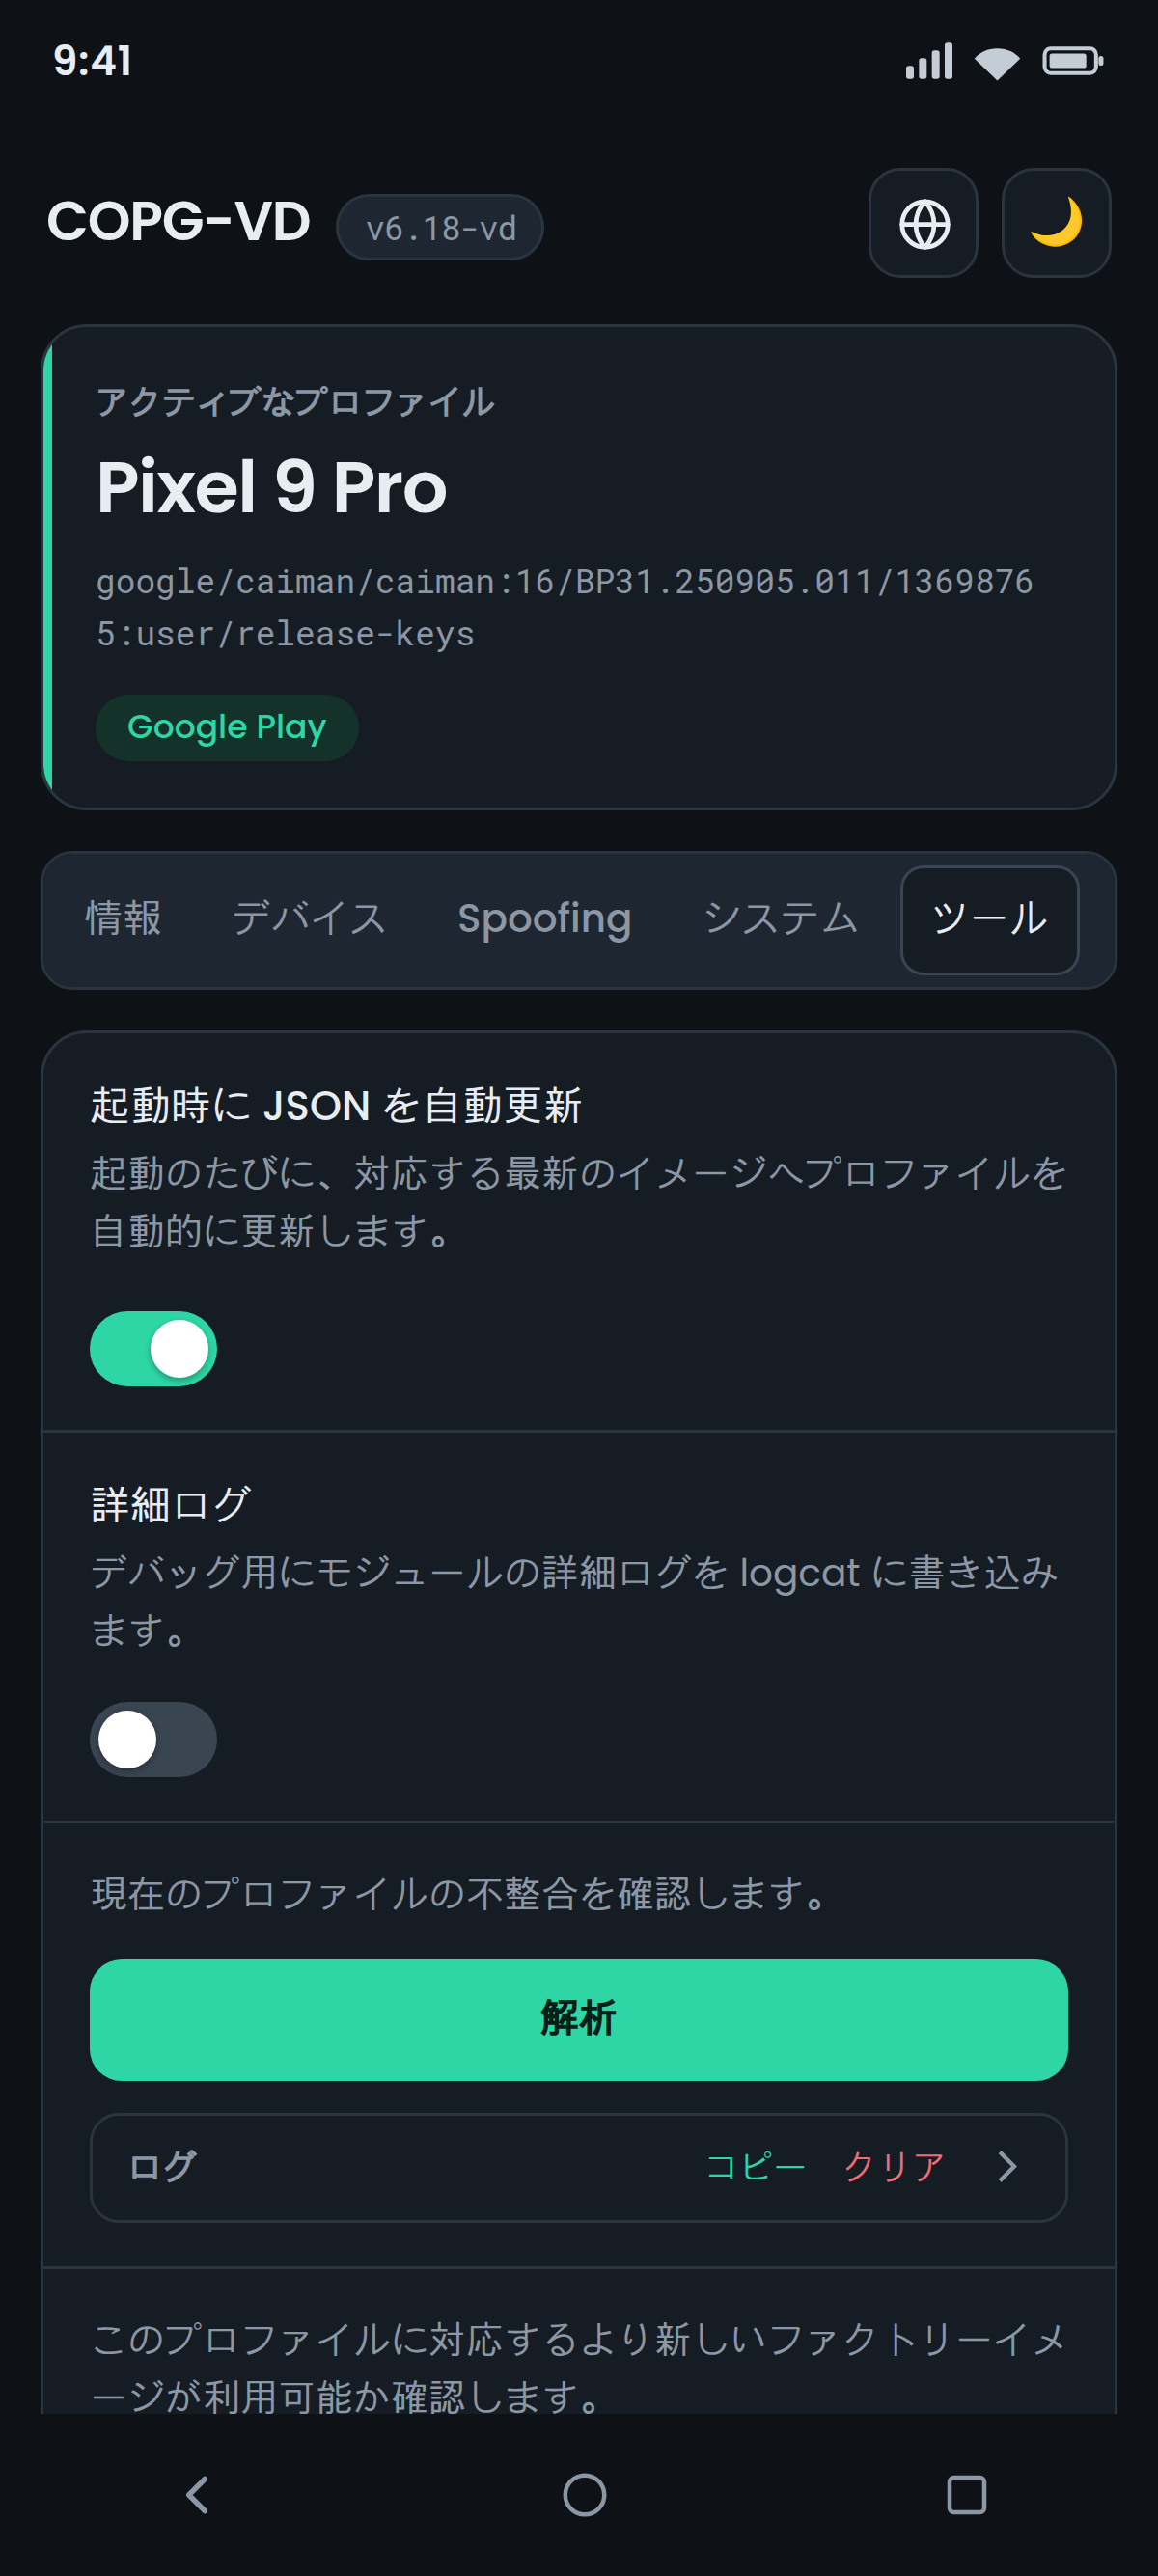 9:41
COPG-VD v6.18-vd
アクティブなプロファイル
Pixel 9 Pro
google/caiman/caiman:16/BP31.250905.011/1369876
5:user/release-keys
Google Play
情報 デバイス Spoofing システム ツール
起動時に JSON を自動更新
起動のたびに、対応する最新のイメージへプロファイルを
自動的に更新します。
詳細ログ
デバッグ用にモジュールの詳細ログを logcat に書き込み
ます。
現在のプロファイルの不整合を確認します。
解析
ログ コピー クリア
このプロファイルに対応するより新しいファクトリーイメ
ージが利用可能か確認します。